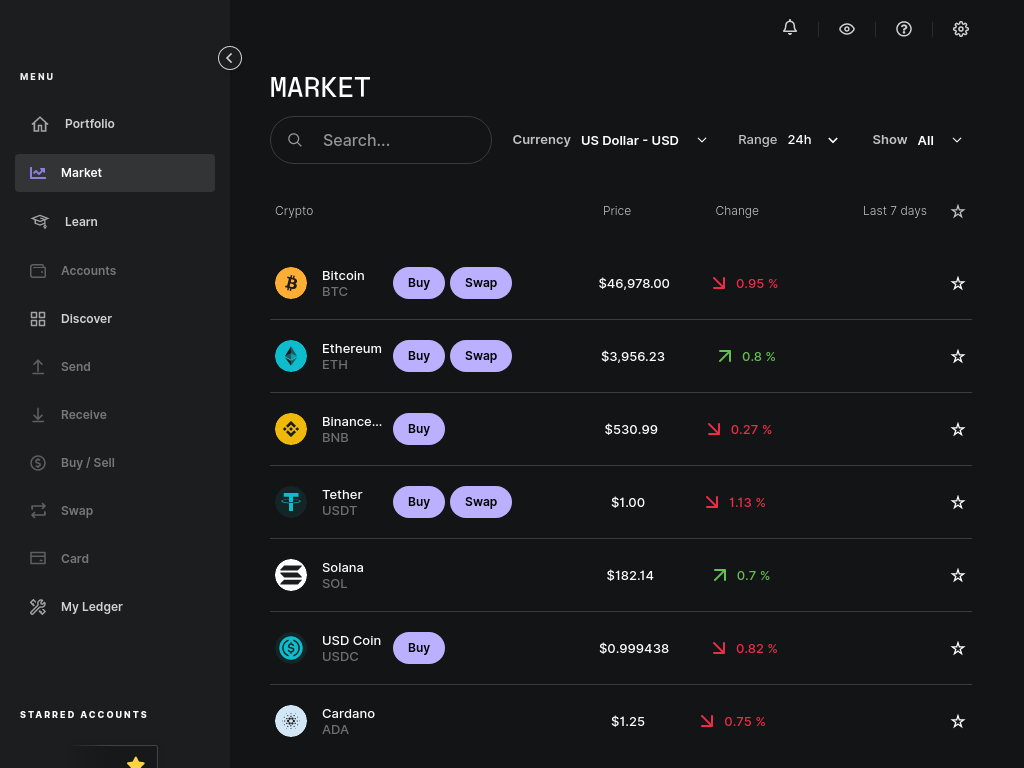 MENU
Portfolio
Market
Learn
Accounts
Discover
Send
Receive
Buy / Sell
Swap
Card
My Ledger
STARRED ACCOUNTS
MARKET
Search...
Currency US Dollar - USD
Range 24h
Show All
Crypto Price Change Last 7 days
Bitcoin
BTC
Buy Swap $46,978.00 0.95 %
Ethereum
ETH
Buy Swap $3,956.23 0.8 %
Binance...
BNB
Buy $530.99 0.27 %
Tether
USDT
Buy Swap $1.00 1.13 %
Solana
SOL
$182.14 0.7 %
USD Coin
USDC
Buy $0.999438 0.82 %
Cardano
ADA
$1.25 0.75 %